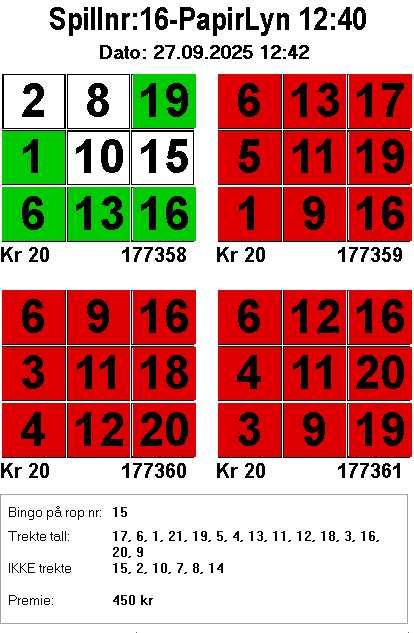 Spillnr:16-PapirLyn 12:40
Dato: 27.09.2025 12:42
2 8 19
1 10 15
6 13 16
Kr 20 177358
6 13 17
5 11 19
1 9 16
Kr 20 177359
6 9 16
3 11 18
4 12 20
Kr 20 177360
6 12 16
4 11 20
3 9 19
Kr 20 177361
Bingo på rop nr: 15
Trekte tall: 17, 6, 1, 21, 19, 5, 4, 13, 11, 12, 18, 3, 16,
20, 9
IKKE trekte 15, 2, 10, 7, 8, 14
Premie: 450 kr